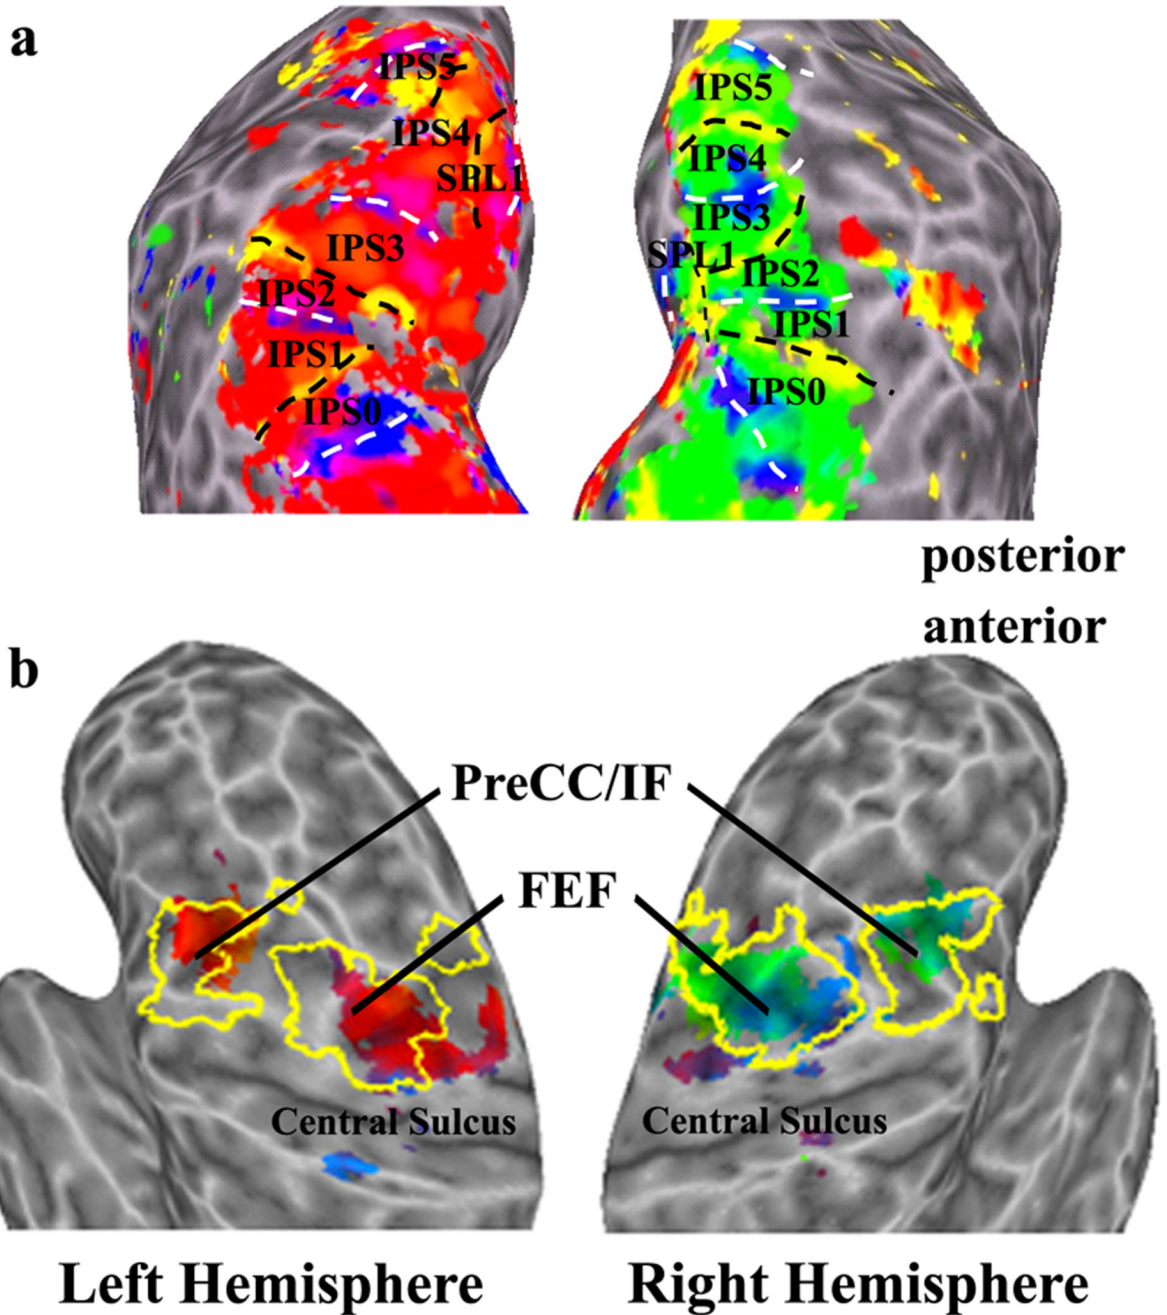 a
IPS5
IPS4
SPL1
IPS3
IPS2
IPS1
IPS0
IPS5
IPS4
IPS3
SPL1
IPS2
IPS1
IPS0
posterior
anterior
b
PreCC/IF
FEF
Central Sulcus
Central Sulcus
Left Hemisphere
Right Hemisphere